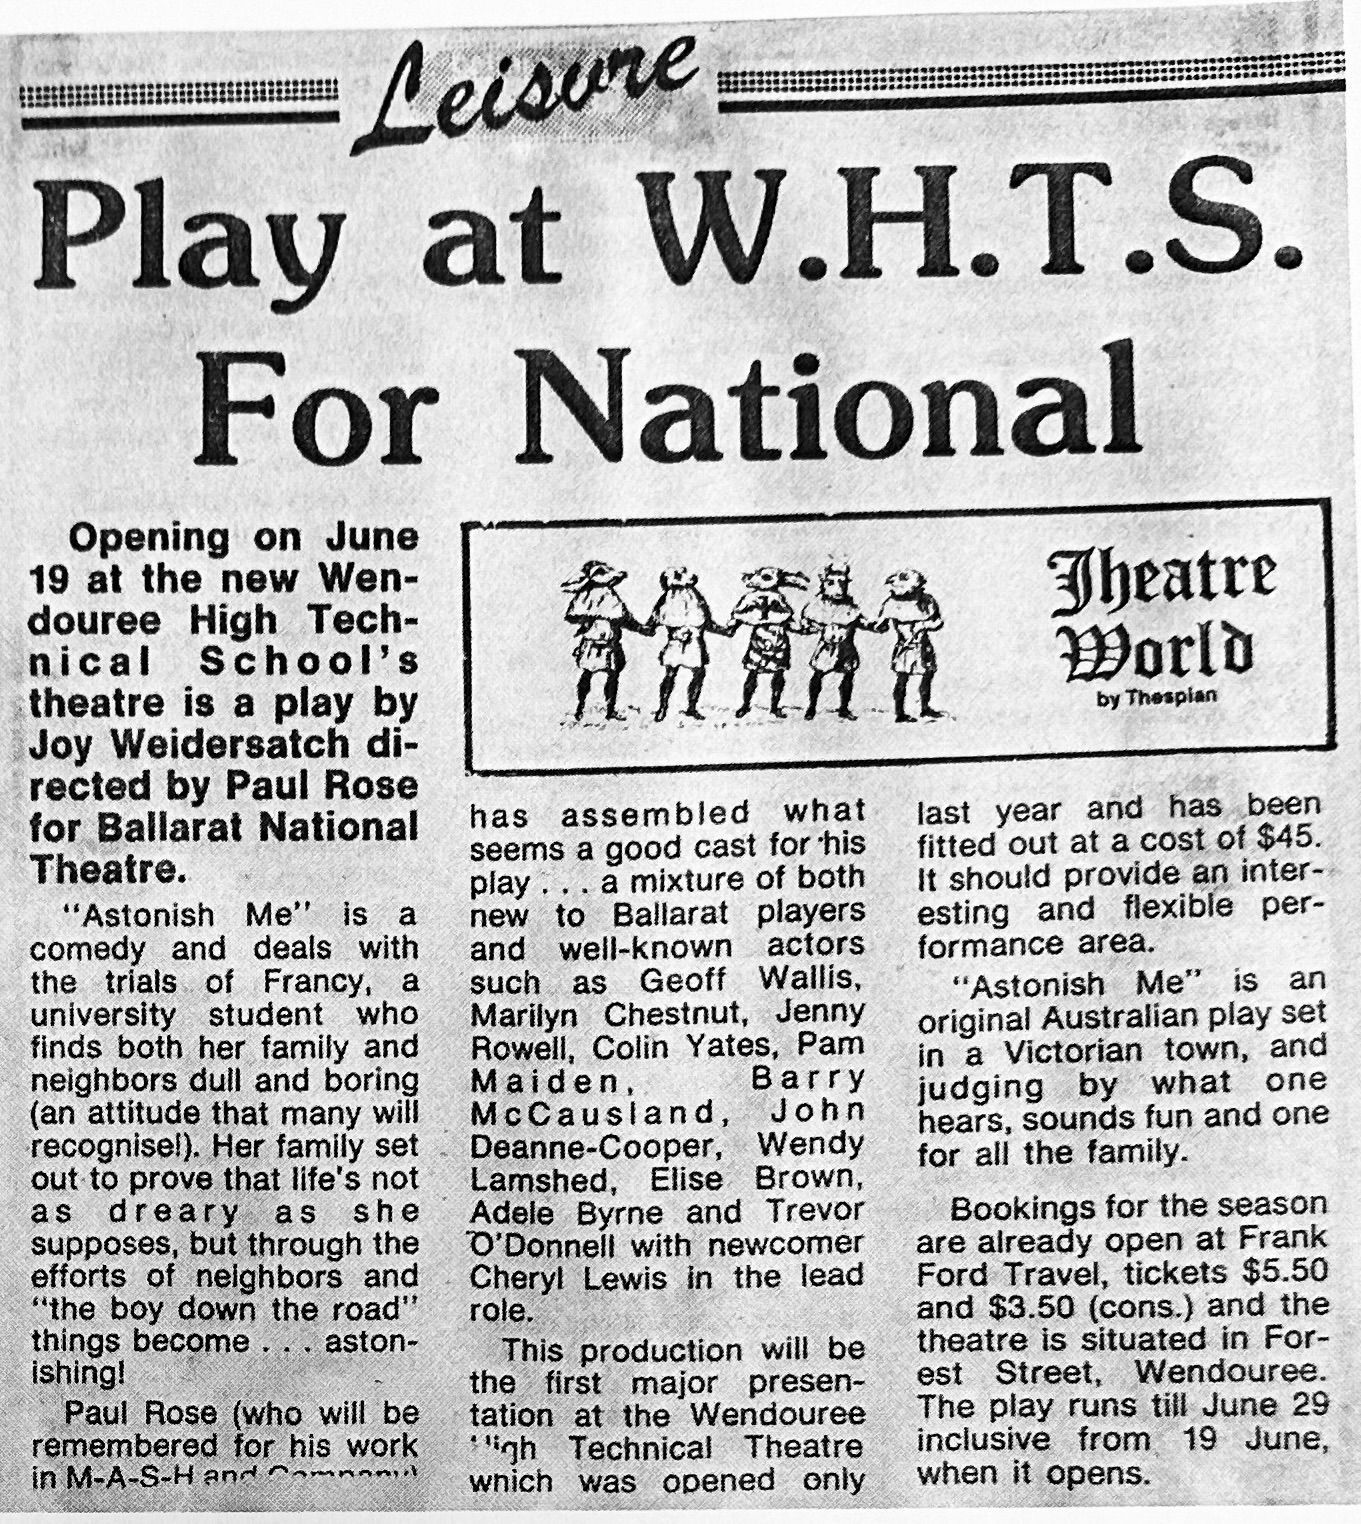 Leisure
Play at W.H.T.S.
For National
Opening on June
19 at the new Wen-
douree High Tech-
nical School's
theatre is a play by
Joy Weidersatch di-
rected by Paul Rose
for Ballarat National
Theatre.
"Astonish Me" is a
comedy and deals with
the trials of Francy, a
university student who
finds both her family and
neighbors dull and boring
(an attitude that many will
recognise!). Her family set
out to prove that life's not
as dreary as she
supposes, but through the
efforts of neighbors and
"the boy down the road"
things become . . . aston-
ishing!
Paul Rose (who will be
remembered for his work
in M-A-S-H and
Theatre
World
by Thespian
has assembled what
seems a good cast for his
play . . . a mixture of both
new to Ballarat players
and well-known actors
such as Geoff Wallis,
Marilyn Chestnut, Jenny
Rowell, Colin Yates, Pam
Maiden, Barry
McCausland, John
Deanne-Cooper, Wendy
Lamshed, Elise Brown,
Adele Byrne and Trevor
O'Donnell with newcomer
Cheryl Lewis in the lead
role.
This production will be
the first major presen-
tation at the Wendouree
High Technical Theatre
which was opened only
last year and has been
fitted out at a cost of $45.
It should provide an inter-
esting and flexible per-
formance area.
"Astonish Me" is an
original Australian play set
in a Victorian town, and
judging by what one
hears, sounds fun and one
for all the family.
Bookings for the season
are already open at Frank
Ford Travel, tickets $5.50
and $3.50 (cons.) and the
theatre is situated in For-
est Street, Wendouree.
The play runs till June 29
inclusive from 19 June,
when it opens.